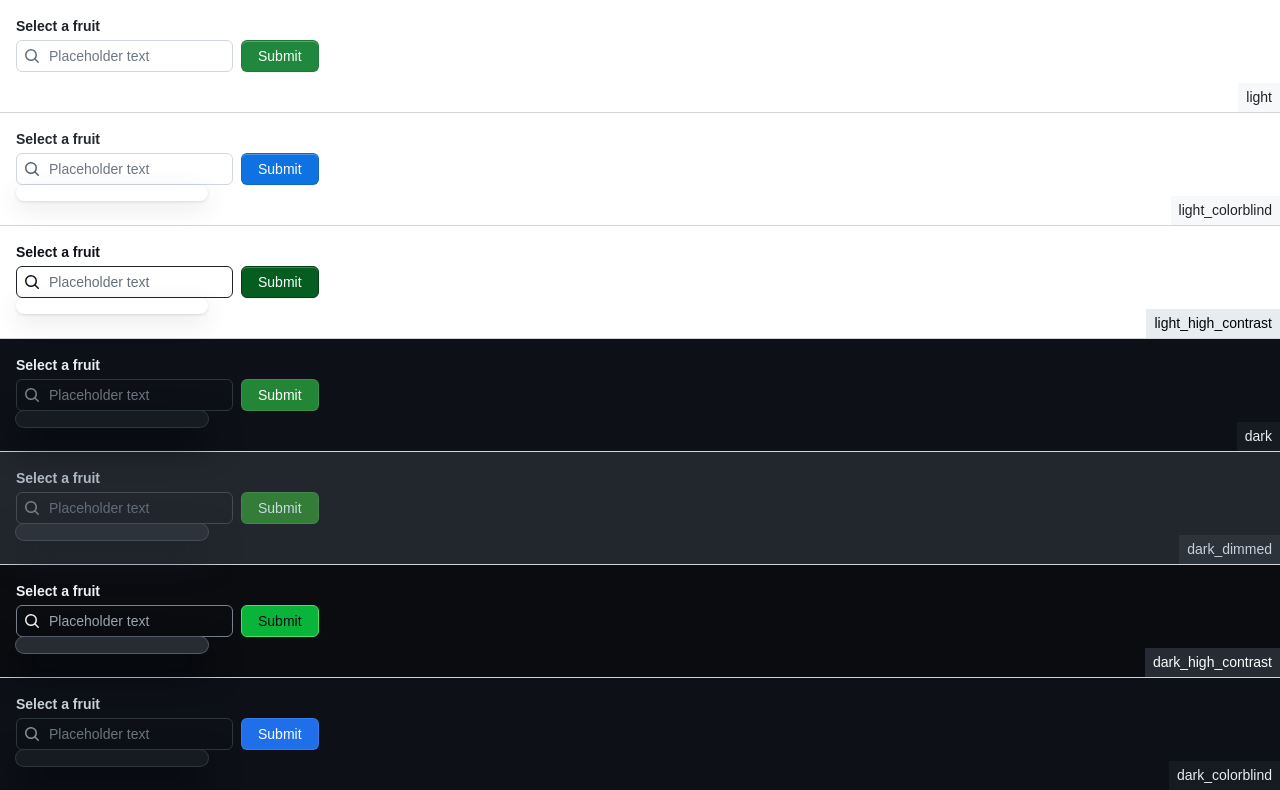 Select a fruit
Placeholder text Submit
light
Select a fruit
Placeholder text Submit
light_colorblind
Select a fruit
Placeholder text Submit
light_high_contrast
Select a fruit
Placeholder text Submit
dark
Select a fruit
Placeholder text Submit
dark_dimmed
Select a fruit
Placeholder text Submit
dark_high_contrast
Select a fruit
Placeholder text Submit
dark_colorblind